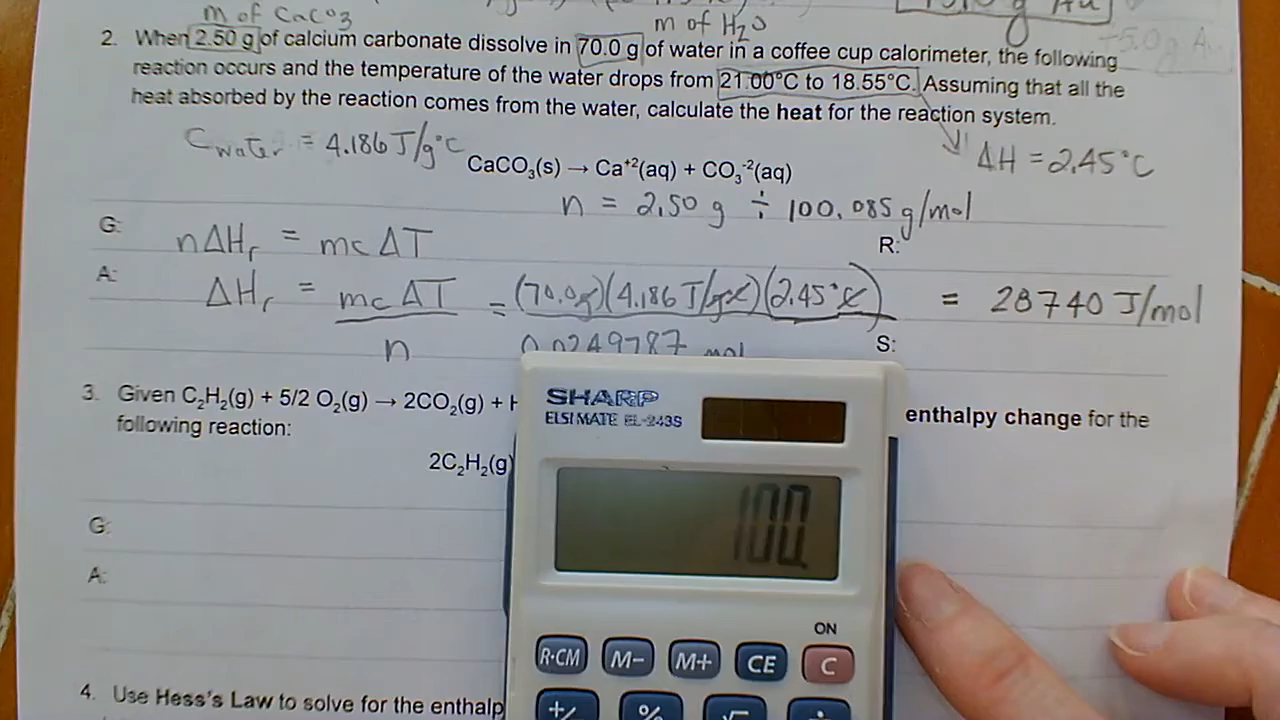 m of CaCO3
m of H2O
2. When 2.50 g of calcium carbonate dissolve in 70.0 g of water in a coffee cup calorimeter, the following
reaction occurs and the temperature of the water drops from 21.00°C to 18.55°C. Assuming that all the
heat absorbed by the reaction comes from the water, calculate the heat for the reaction system.
Cwater = 4.186 J/g°C
ΔH = 2.45°C
CaCO₃(s) → Ca⁺²(aq) + CO₃⁻²(aq)
n = 2.50 g ÷ 100.085 g/mol
G:
nΔHr = mcΔT
R:
A:
ΔHr = mcΔT/n = (70.0g)(4.186 J/g°C)(2.45°C)/0.0249787 mol = 28740 J/mol
S:
3. Given C₂H₂(g) + 5/2 O₂(g) → 2CO₂(g) + H
enthalpy change for the
following reaction:
2C₂H₂(g)
G:
A:
4. Use Hess's Law to solve for the enthalp
SHARP
ELSI MATE EL-243S
100.
ON
R·CM M− M+ CE C
+/− % √ ÷